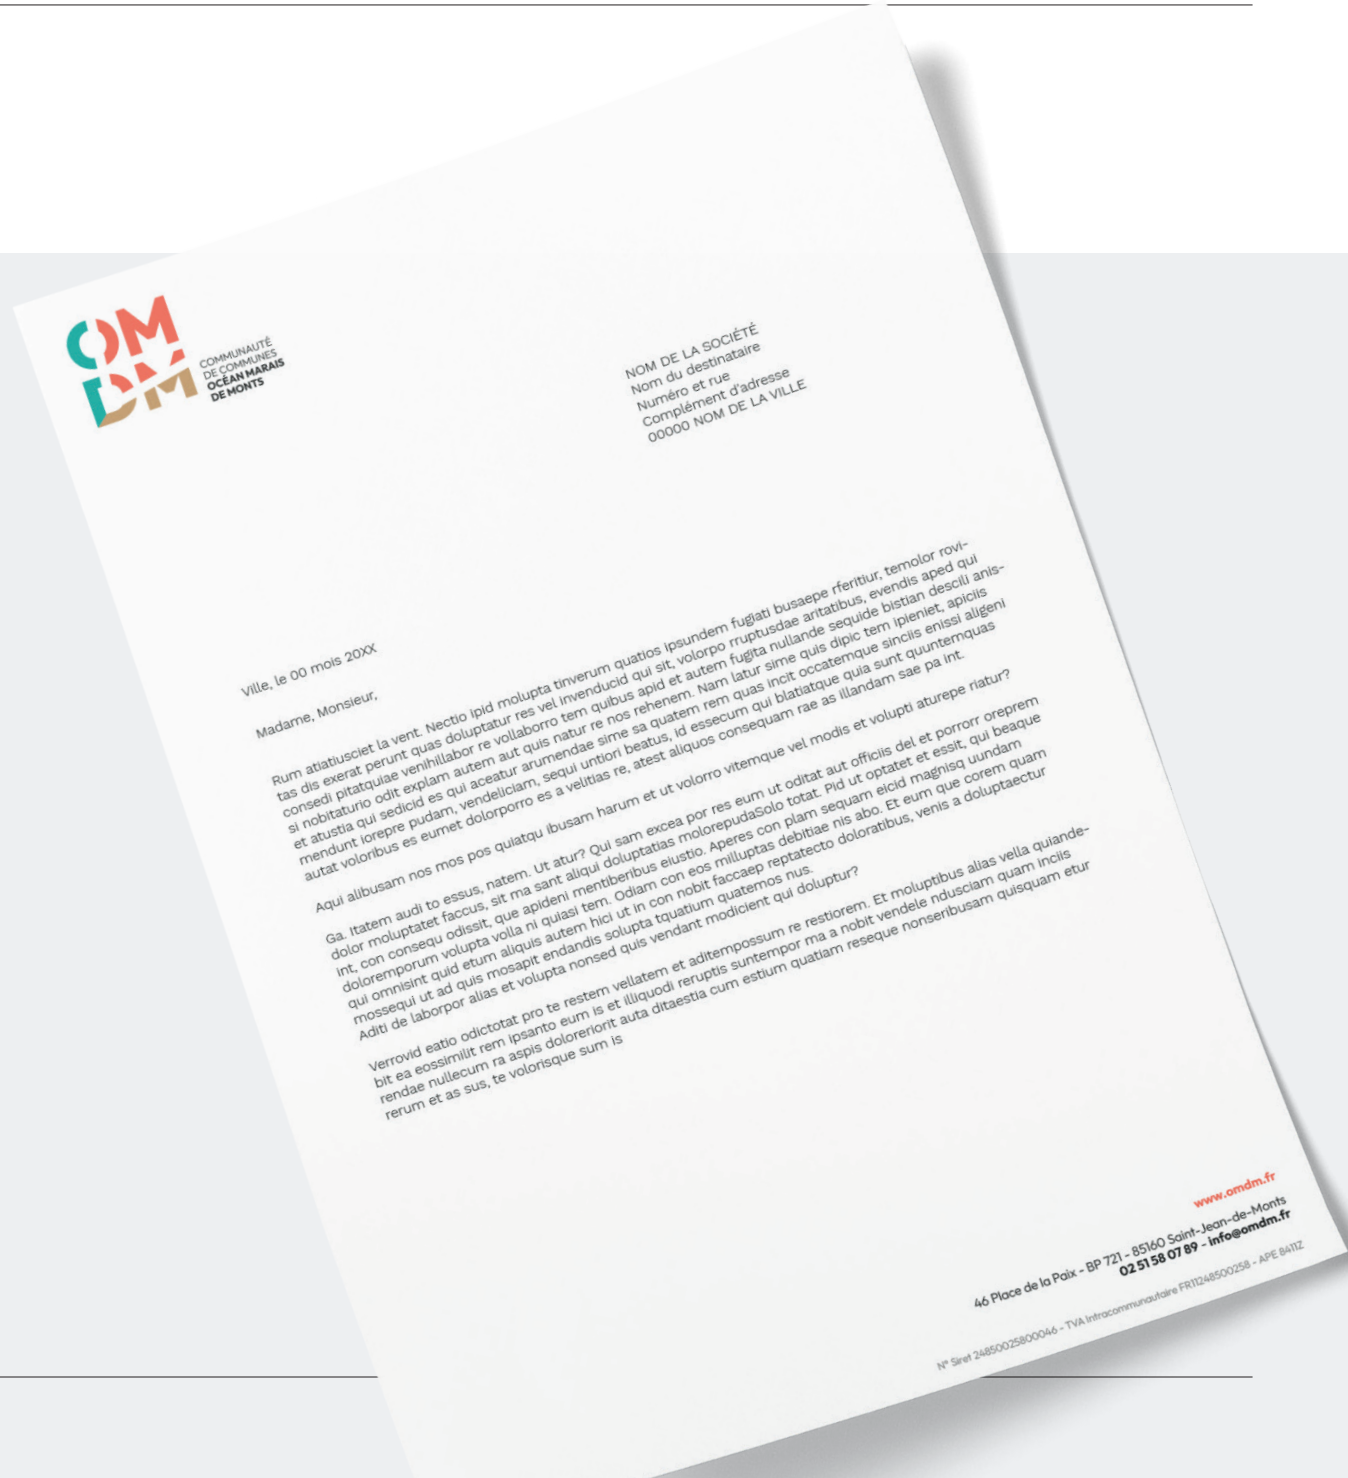 OM
DM
COMMUNAUTÉ
DE COMMUNES
OCÉAN MARAIS
DE MONTS
NOM DE LA SOCIÉTÉ
Nom du destinataire
Numéro et rue
Complément d'adresse
00000 NOM DE LA VILLE
Ville, le 00 mois 20XX
Madame, Monsieur,
Rum atiatiusciet la vent. Nectio ipid molupta tinverum quatios ipsundem fugiati busaepe rferitiur, temolor rovi-
tas dis exerat perunt quas doluptatur res vel invenducid qui sit, volorpo rruptusdae aritatibus, evendis aped qui
consedi pitatquiae venihillabor re vollaborro tem quibus apid et autem fugita nullande sequide bistian descili anis-
si nobitaturio odit explam autem aut quis natur re nos rehenem. Nam latur sime quis dipic tem ipieniet, apiciis
et atustia qui sedicid es qui aceatur arumendae sime sa quatem rem quas incit occatemque sinciis enissi aligeni
mendunt iorepre pudam, vendeliciam, sequi untiori beatus, id essecum qui blatiatque quia sunt quuntemquas
autat voloribus es eumet dolorporro es a velitias re, atest aliquos consequam rae as illandam sae pa int.
Aqui alibusam nos mos pos quiatqu ibusam harum et ut volorro vitemque vel modis et volupti aturepe riatur?
Ga. Itatem audi to essus, natem. Ut atur? Qui sam excea por res eum ut oditat aut officiis del et porrorr oreprem
dolor moluptatet faccus, sit ma sant aliqui doluptatias molorepudaSolo totat. Pid ut optatet et essit, qui beaque
int, con consequ odissit, que apideni mentiberibus eiustio. Aperes con plam sequam eicid magnisq uundam
doloremporum volupta volla ni quiasi tem. Odiam con eos milluptas debitiae nis abo. Et eum que corem quam
qui omnisint quid etum aliquis autem hici ut in con nobit faccaep reptatecto doloratibus, venis a doluptaectur
mossequi ut ad quis mosapit endandis solupta tquatium quatemos nus.
Aditi de laborpor alias et volupta nonsed quis vendant modicient qui doluptur?
Verrovid eatio odictotat pro te restem vellatem et aditempossum re restiorem. Et moluptibus alias vella quiande-
bit ea eossimilit rem ipsanto eum is et illiquodi reruptis suntempor ma a nobit vendele ndusciam quam inciis
rendae nullecum ra aspis doloreriorit auta ditaestia cum estium quatiam reseque nonseribusam quisquam etur
rerum et as sus, te volorisque sum is
www.omdm.fr
46 Place de la Paix - BP 721 - 85160 Saint-Jean-de-Monts
02 51 58 07 89 - info@omdm.fr
N° Siret 24850025800046 - TVA Intracommunautaire FR11248500258 - APE 8411Z